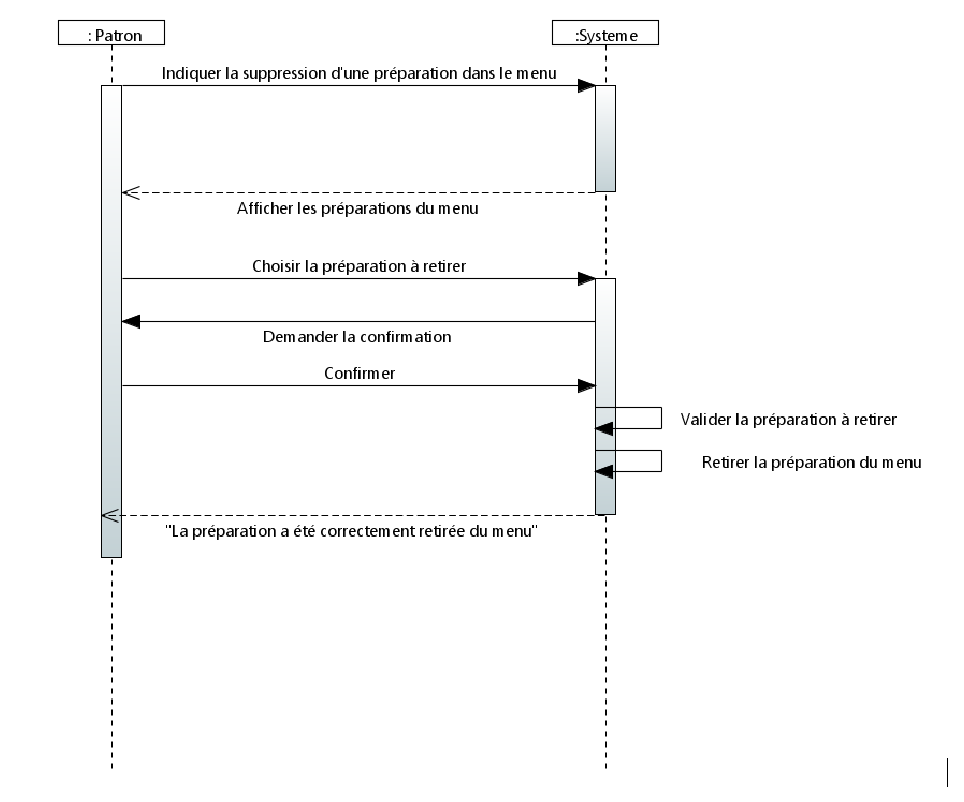 : Patron
:Systeme
Indiquer la suppression d'une préparation dans le menu
Afficher les préparations du menu
Choisir la préparation à retirer
Demander la confirmation
Confirmer
Valider la préparation à retirer
Retirer la préparation du menu
"La préparation a été correctement retirée du menu"